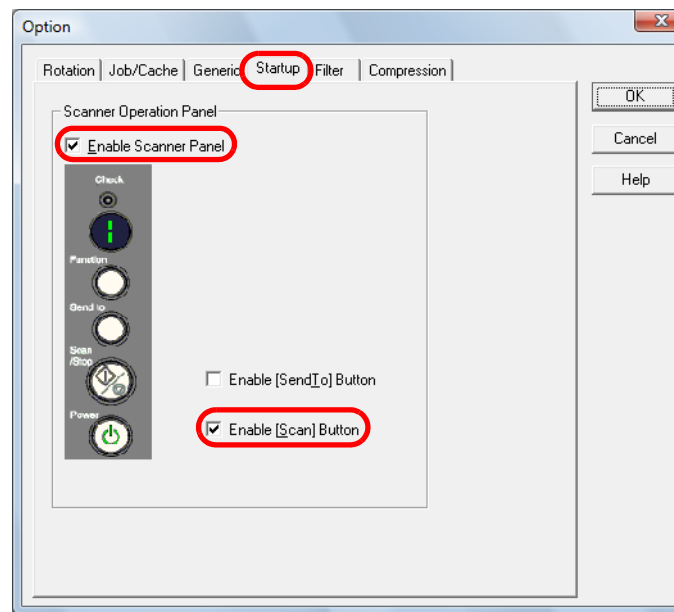 Option
Rotation Job/Cache Generic Startup Filter Compression
OK
Scanner Operation Panel
Cancel
Enable Scanner Panel
Help
Check
Function
Send to
Scan
/Stop
Enable [SendTo] Button
Power
Enable [Scan] Button